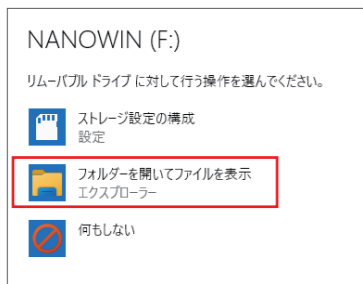 NANOWIN (F:)
リムーバブル ドライブ に対して行う操作を選んでください。
ストレージ設定の構成
設定
フォルダーを開いてファイルを表示
エクスプローラー
何もしない